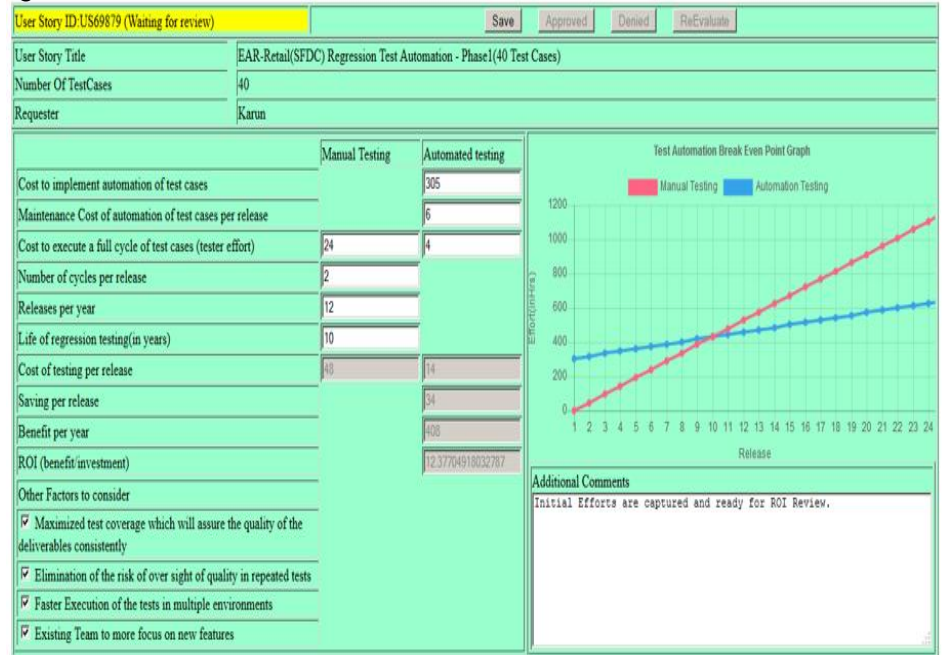 User Story ID:US69879 (Waiting for review)
Save Approved Denied ReEvaluate
User Story Title EAR-Retail(SFDC) Regression Test Automation - Phase1(40 Test Cases)
Number Of TestCases 40
Requester Karun
Manual Testing Automated testing
Cost to implement automation of test cases 305
Maintenance Cost of automation of test cases per release 6
Cost to execute a full cycle of test cases (tester effort) 24 4
Number of cycles per release 2
Releases per year 12
Life of regression testing(in years) 10
Cost of testing per release 48 14
Saving per release 34
Benefit per year 408
ROI (benefit/investment) 12.37704918032787
Other Factors to consider
Maximized test coverage which will assure the quality of the
deliverables consistently
Elimination of the risk of over sight of quality in repeated tests
Faster Execution of the tests in multiple environments
Existing Team to more focus on new features
Test Automation Break Even Point Graph
Manual Testing Automation Testing
Effort(inHrs)
1200
1000
800
600
400
200
0
1 2 3 4 5 6 7 8 9 10 11 12 13 14 15 16 17 18 19 20 21 22 23 24
Release
Additional Comments
Initial Efforts are captured and ready for ROI Review.